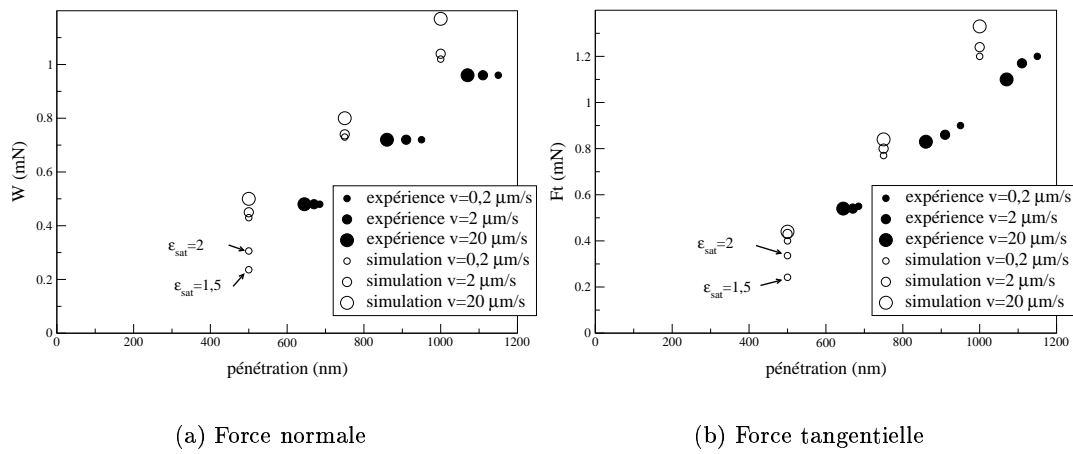 1
0.8
0.6
0.4
0.2
0
W (mN)
0
200
400
600
800
1000
1200
pénétration (nm)
ε_sat=2
ε_sat=1,5
expérience v=0,2 μm/s
expérience v=2 μm/s
expérience v=20 μm/s
simulation v=0,2 μm/s
simulation v=2 μm/s
simulation v=20 μm/s
(a) Force normale
1.2
1
0.8
0.6
0.4
0.2
0
Ft (mN)
0
200
400
600
800
1000
1200
pénétration (nm)
ε_sat=2
ε_sat=1,5
expérience v=0,2 μm/s
expérience v=2 μm/s
expérience v=20 μm/s
simulation v=0,2 μm/s
simulation v=2 μm/s
simulation v=20 μm/s
(b) Force tangentielle